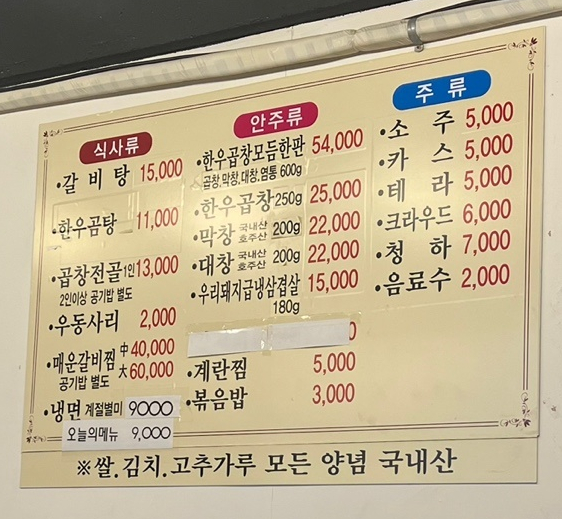 식사류
•갈비탕 15,000
•한우곰탕 11,000
•곱창전골 1인 13,000
2인이상 공기밥 별도
•우동사리 2,000
•매운갈비찜 中 40,000
공기밥 별도 大 60,000
•냉면 계절별미 9000
오늘의메뉴 9,000
안주류
•한우곱창모듬한판 54,000
곱창,막창,대창,염통 600g
•한우곱창 250g 25,000
•막창 국내산 호주산 200g 22,000
•대창 국내산 호주산 200g 22,000
•우리돼지급냉삼겹살 15,000
180g
•계란찜 5,000
•볶음밥 3,000
주류
•소주 5,000
•카스 5,000
•테라 5,000
•크라우드 6,000
•청하 7,000
•음료수 2,000
※쌀.김치.고추가루 모든 양념 국내산